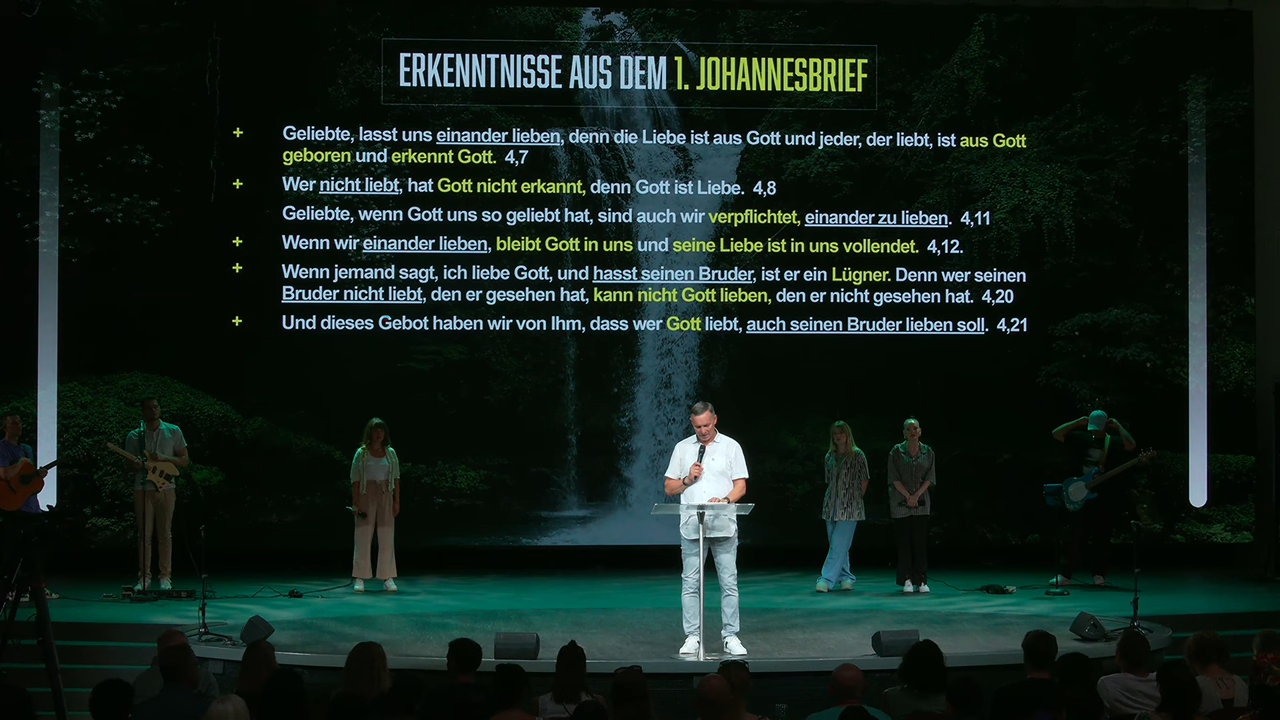 ERKENNTNISSE AUS DEM 1. JOHANNESBRIEF
+ Geliebte, lasst uns einander lieben, denn die Liebe ist aus Gott und jeder, der liebt, ist aus Gott
geboren und erkennt Gott. 4,7
+ Wer nicht liebt, hat Gott nicht erkannt, denn Gott ist Liebe. 4,8
Geliebte, wenn Gott uns so geliebt hat, sind auch wir verpflichtet, einander zu lieben. 4,11
+ Wenn wir einander lieben, bleibt Gott in uns und seine Liebe ist in uns vollendet. 4,12.
+ Wenn jemand sagt, ich liebe Gott, und hasst seinen Bruder, ist er ein Lügner. Denn wer seinen
Bruder nicht liebt, den er gesehen hat, kann nicht Gott lieben, den er nicht gesehen hat. 4,20
+ Und dieses Gebot haben wir von Ihm, dass wer Gott liebt, auch seinen Bruder lieben soll. 4,21